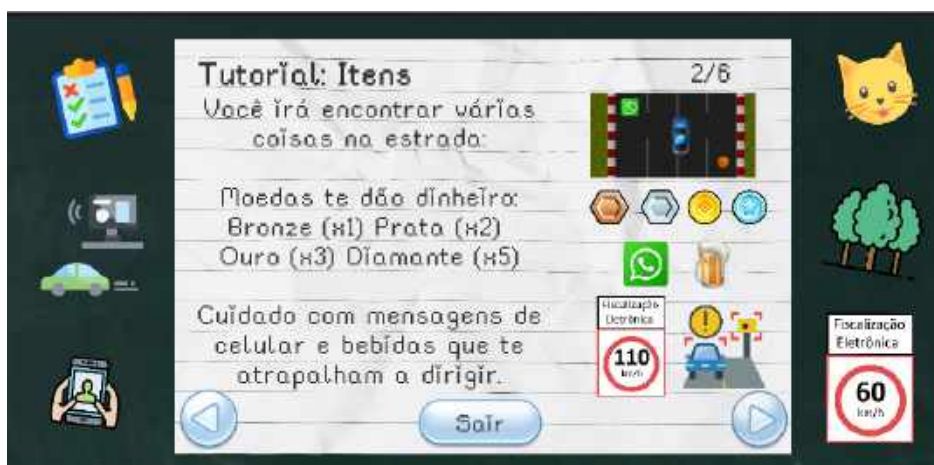 Tutorial: Itens
2/6
Você irá encontrar várias
coisas na estrada:
Moedas te dão dinheiro:
Bronze (x1) Prata (x2)
Ouro (x3) Diamante (x5)
Cuidado com mensagens de
celular e bebidas que te
atrapalham a dirigir.
Fiscalização
Eletrônica
110
km/h
Sair
Fiscalização
Eletrônica
60
km/h